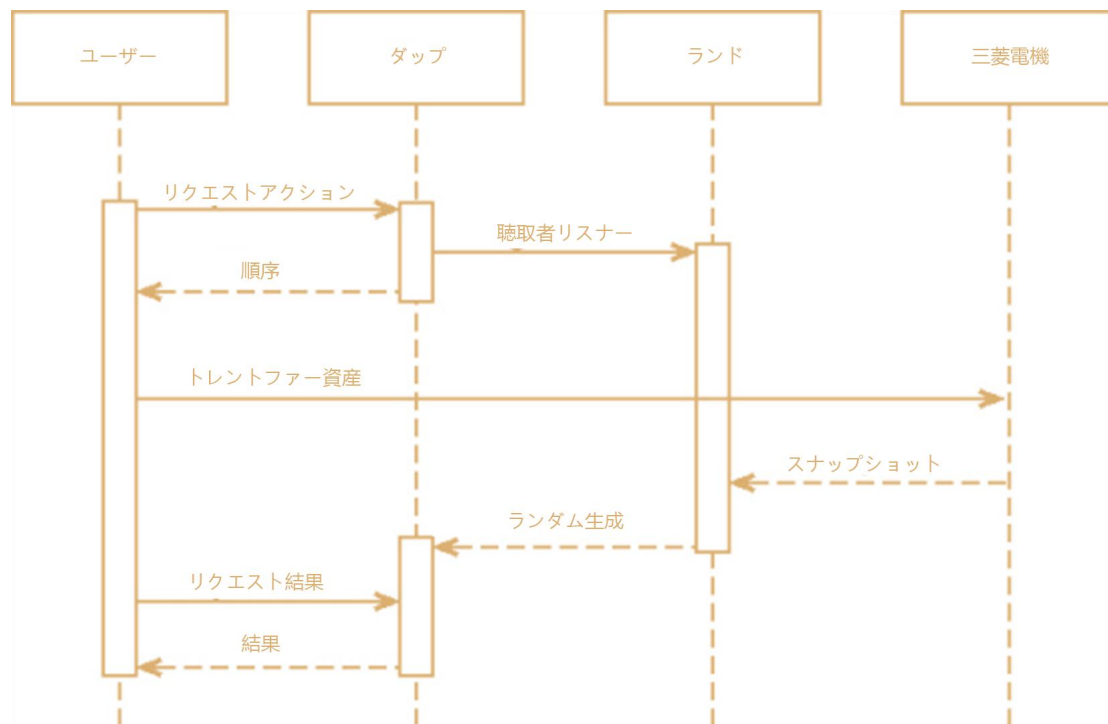 ユーザー
ダップ
ランド
三菱電機
リクエストアクション
聴取者リスナー
順序
トレントファー資産
スナップショット
ランダム生成
リクエスト結果
結果